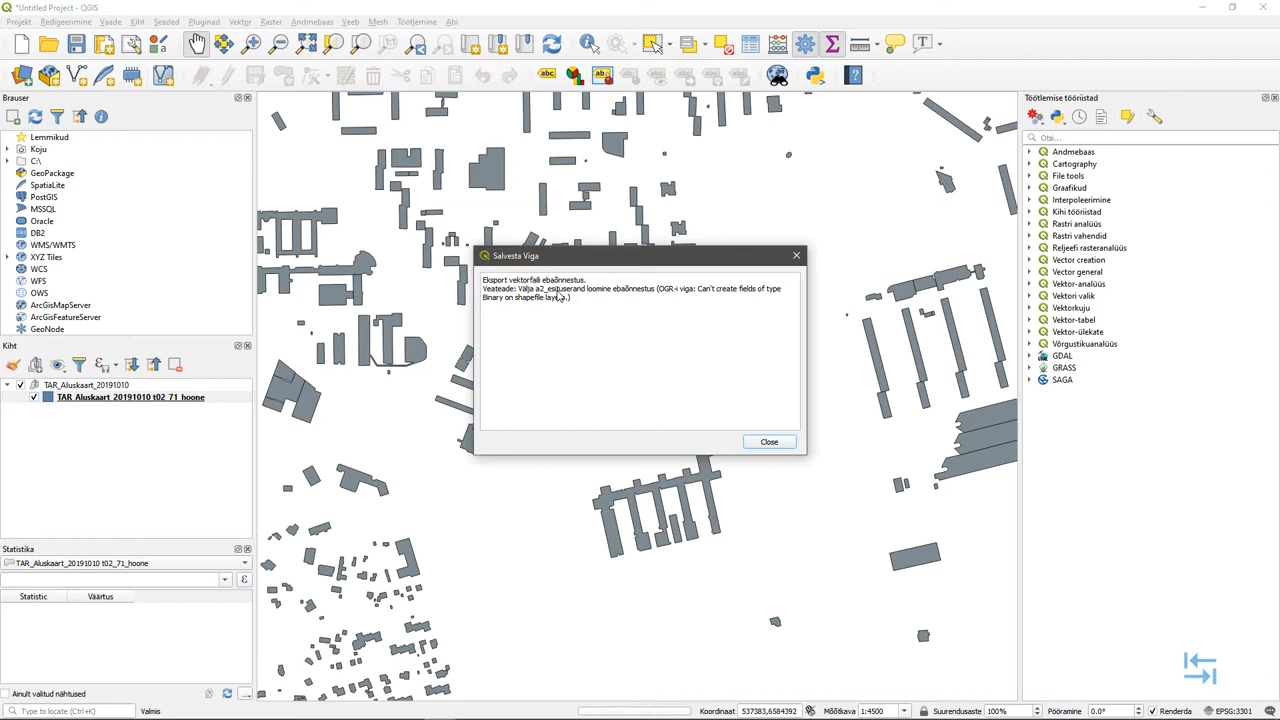 *Untitled Project - QGIS
Projekt Redigeerimine Vaade Kiht Seaded Pluginad Vektor Raster Andmebaas Veeb Mesh Töötlemine Abi
abc abc
Brauser
Lemmikud
Koju
C:\
GeoPackage
SpatiaLite
PostGIS
MSSQL
Oracle
DB2
WMS/WMTS
XYZ Tiles
WCS
WFS
OWS
ArcGisMapServer
ArcGisFeatureServer
GeoNode
Kihid
TAR_Aluskaart_20191010
TAR_Aluskaart_20191010 t02_71_hoone
Statistika
TAR_Aluskaart_20191010 t02_71_hoone
Statistic Väärtus
Ainult valitud nähtused
Salvesta Viga
Eksport vektorfaili ebaõnnestus.
Veateade: Välja a2_esituserand loomine ebaõnnestus (OGR-i viga: Can't create fields of type
Binary on shapefile layers.)
Close
Töötlemise tööriistad
Otsi...
Andmebaas
Cartography
File tools
Graafikud
Interpoleerimine
Kihi tööriistad
Rastri analüüs
Rastri vahendid
Reljeefi rasteranalüüs
Vector creation
Vector general
Vektor-analüüs
Vektori valik
Vektorkuju
Vektor-tabel
Vektor-ülekate
Võrgustikuanalüüs
GDAL
GRASS
SAGA
Type to locate (Ctrl+K) Valmis Koordinaat 537383,6584392 Mõõtkava 1:4500 Suurendusaste 100% Pööramine 0.0° Renderda EPSG:3301